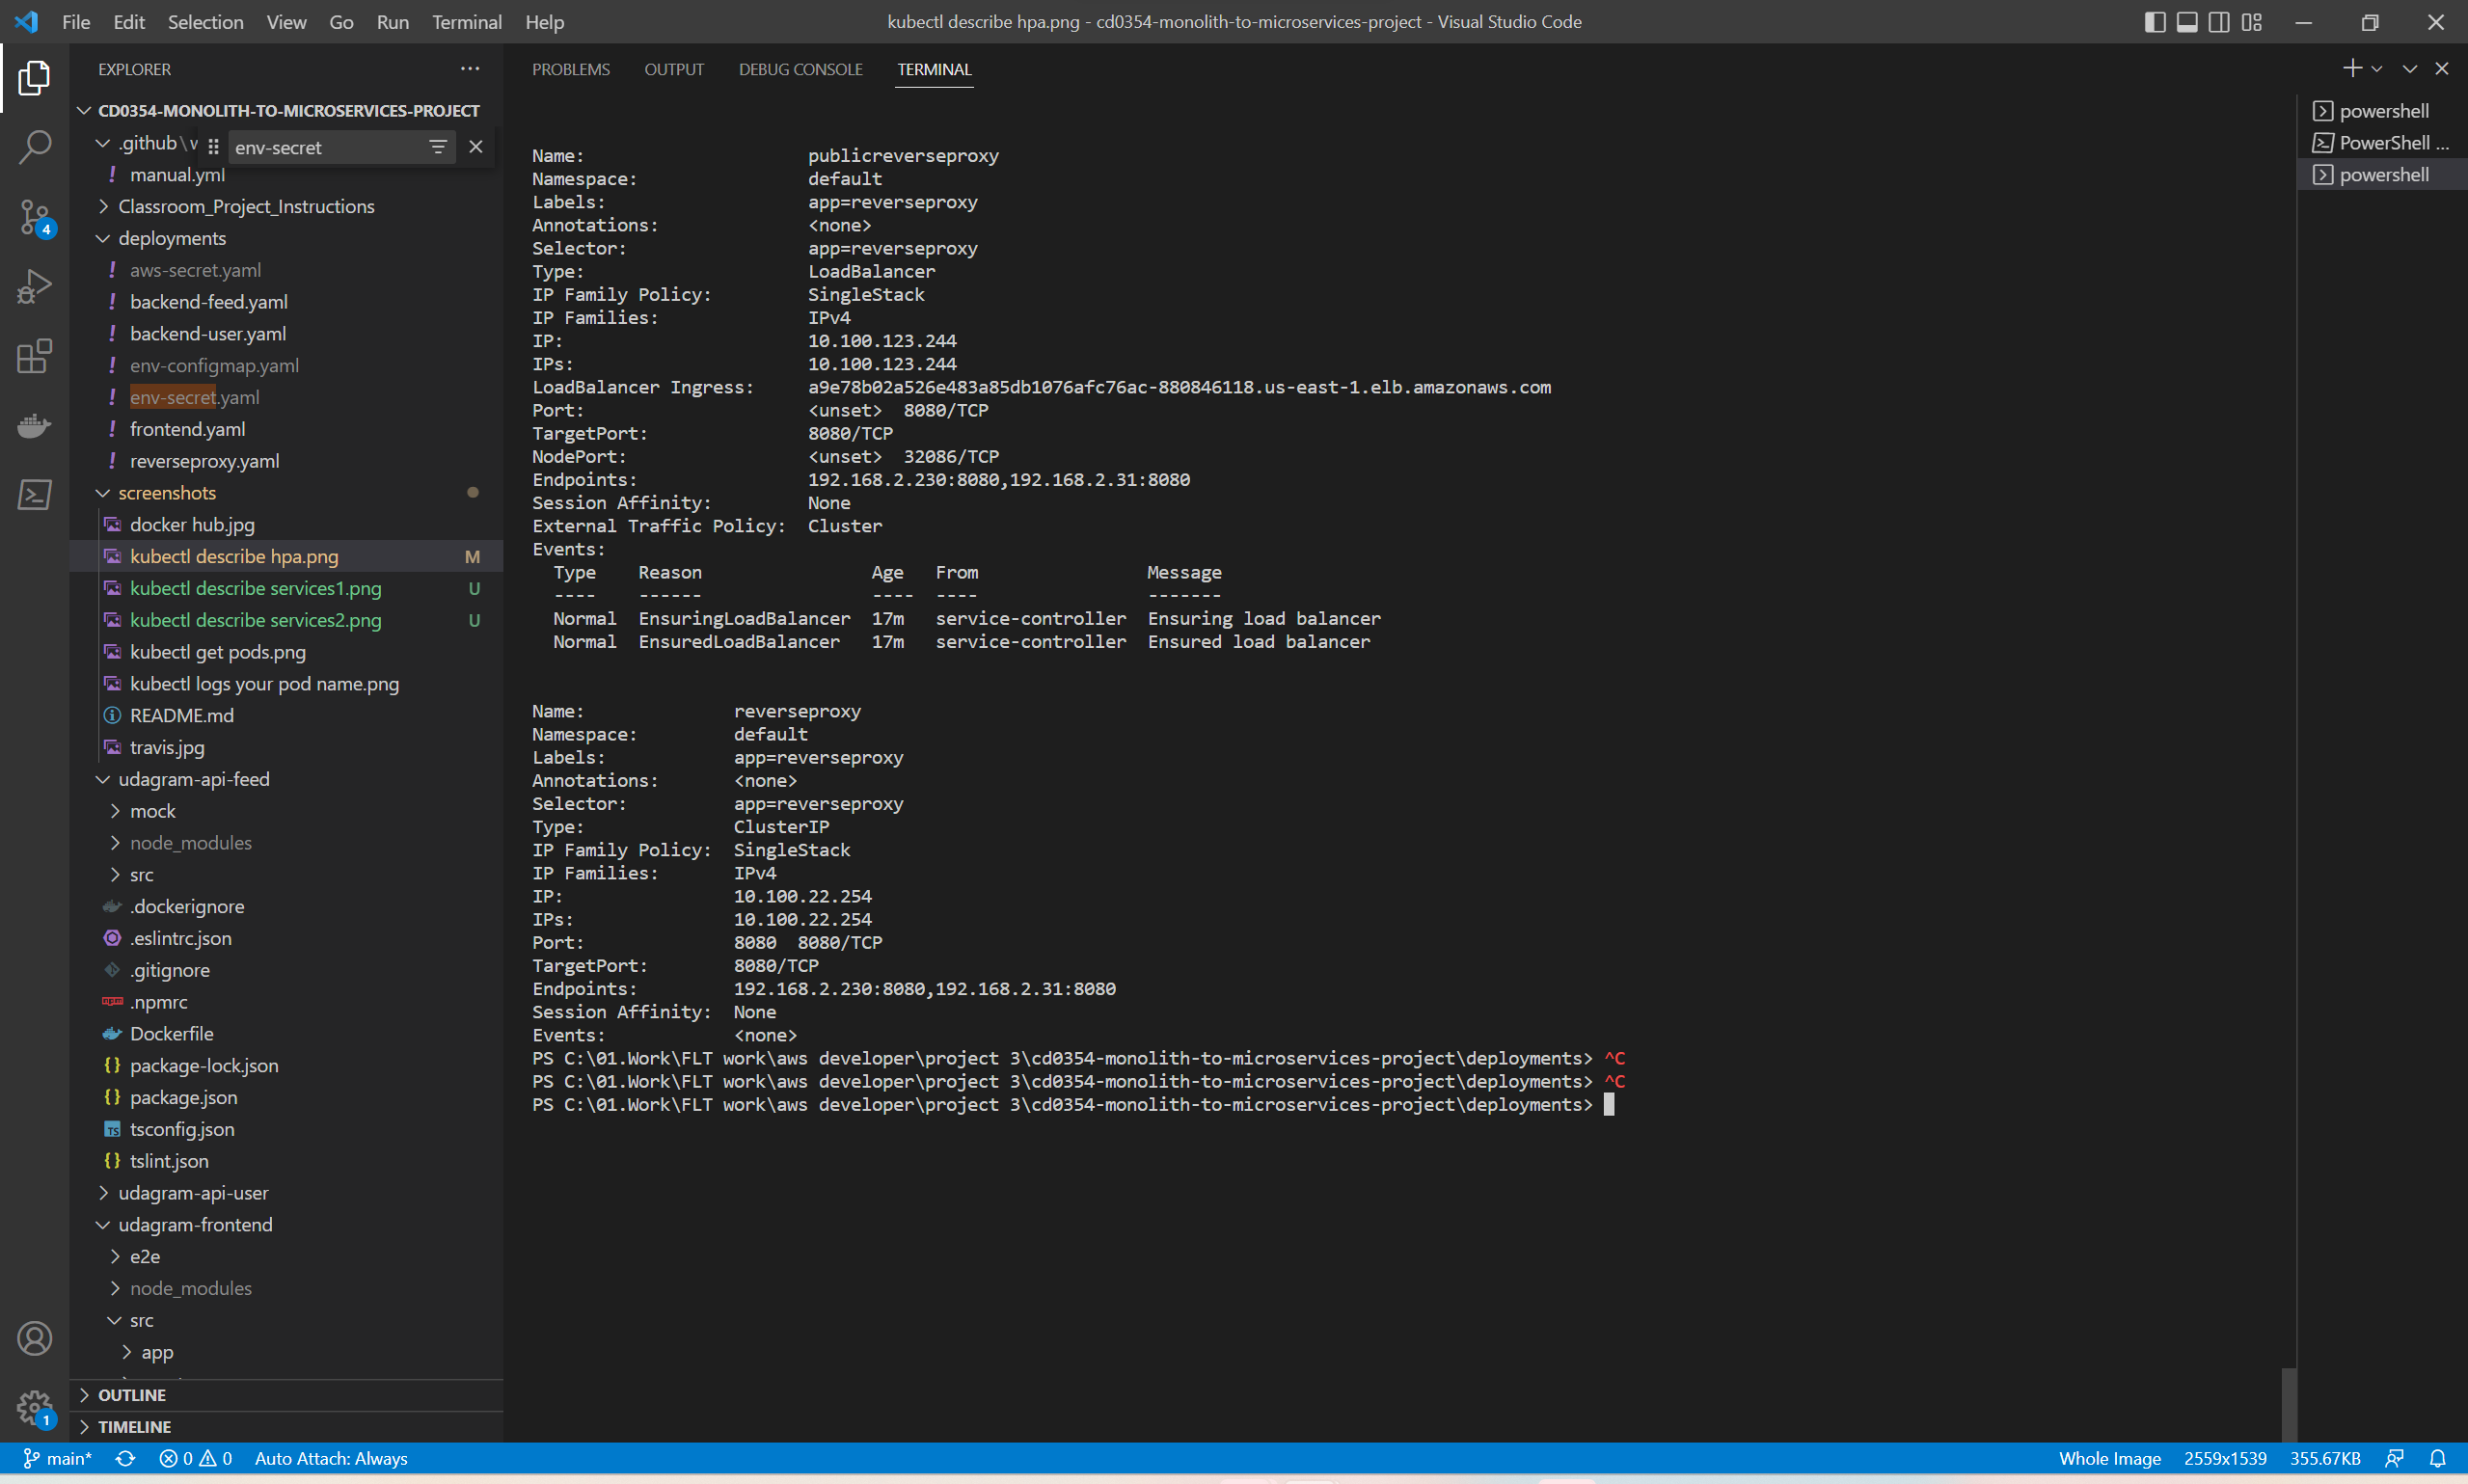 File Edit Selection View Go Run Terminal Help
kubectl describe hpa.png - cd0354-monolith-to-microservices-project - Visual Studio Code
EXPLORER
CD0354-MONOLITH-TO-MICROSERVICES-PROJECT
.github\
env-secret
manual.yml
Classroom_Project_Instructions
deployments
aws-secret.yaml
backend-feed.yaml
backend-user.yaml
env-configmap.yaml
env-secret.yaml
frontend.yaml
reverseproxy.yaml
screenshots
docker hub.jpg
kubectl describe hpa.png M
kubectl describe services1.png U
kubectl describe services2.png U
kubectl get pods.png
kubectl logs your pod name.png
README.md
travis.jpg
udagram-api-feed
mock
node_modules
src
.dockerignore
.eslintrc.json
.gitignore
.npmrc
Dockerfile
package-lock.json
package.json
tsconfig.json
tslint.json
udagram-api-user
udagram-frontend
e2e
node_modules
src
app
OUTLINE
TIMELINE
4
1
PROBLEMS OUTPUT DEBUG CONSOLE TERMINAL
Name: publicreverseproxy
Namespace: default
Labels: app=reverseproxy
Annotations: <none>
Selector: app=reverseproxy
Type: LoadBalancer
IP Family Policy: SingleStack
IP Families: IPv4
IP: 10.100.123.244
IPs: 10.100.123.244
LoadBalancer Ingress: a9e78b02a526e483a85db1076afc76ac-880846118.us-east-1.elb.amazonaws.com
Port: <unset> 8080/TCP
TargetPort: 8080/TCP
NodePort: <unset> 32086/TCP
Endpoints: 192.168.2.230:8080,192.168.2.31:8080
Session Affinity: None
External Traffic Policy: Cluster
Events:
Type Reason Age From Message
---- ------ ---- ---- -------
Normal EnsuringLoadBalancer 17m service-controller Ensuring load balancer
Normal EnsuredLoadBalancer 17m service-controller Ensured load balancer
Name: reverseproxy
Namespace: default
Labels: app=reverseproxy
Annotations: <none>
Selector: app=reverseproxy
Type: ClusterIP
IP Family Policy: SingleStack
IP Families: IPv4
IP: 10.100.22.254
IPs: 10.100.22.254
Port: 8080 8080/TCP
TargetPort: 8080/TCP
Endpoints: 192.168.2.230:8080,192.168.2.31:8080
Session Affinity: None
Events: <none>
PS C:\01.Work\FLT work\aws developer\project 3\cd0354-monolith-to-microservices-project\deployments> ^C
PS C:\01.Work\FLT work\aws developer\project 3\cd0354-monolith-to-microservices-project\deployments> ^C
PS C:\01.Work\FLT work\aws developer\project 3\cd0354-monolith-to-microservices-project\deployments>
powershell
PowerShell ...
powershell
main* 0 0 Auto Attach: Always
Whole Image 2559x1539 355.67KB